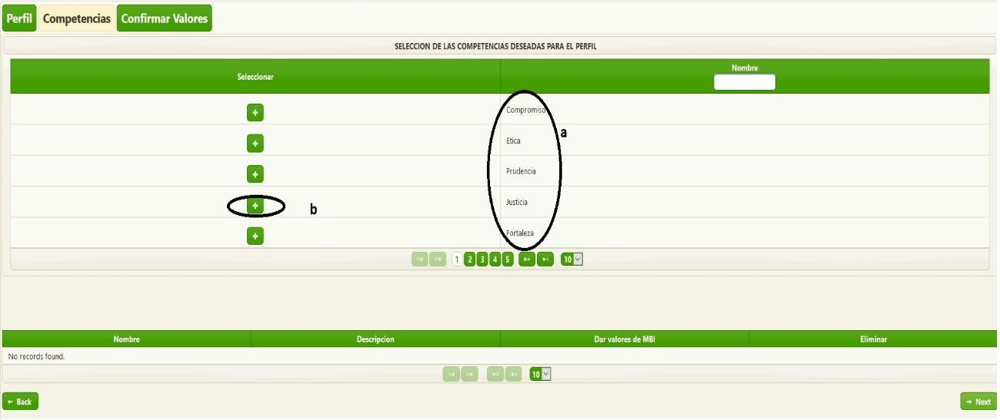 Perfil Competencias Confirmar Valores
SELECCION DE LAS COMPETENCIAS DESEADAS PARA EL PERFIL
Seleccionar Nombre
Compromiso
a
Etica
Prudencia
Justicia
b
Fortaleza
1 2 3 4 5 10
Nombre Descripcion Dar valores de MBI Eliminar
No records found.
10
Back Next